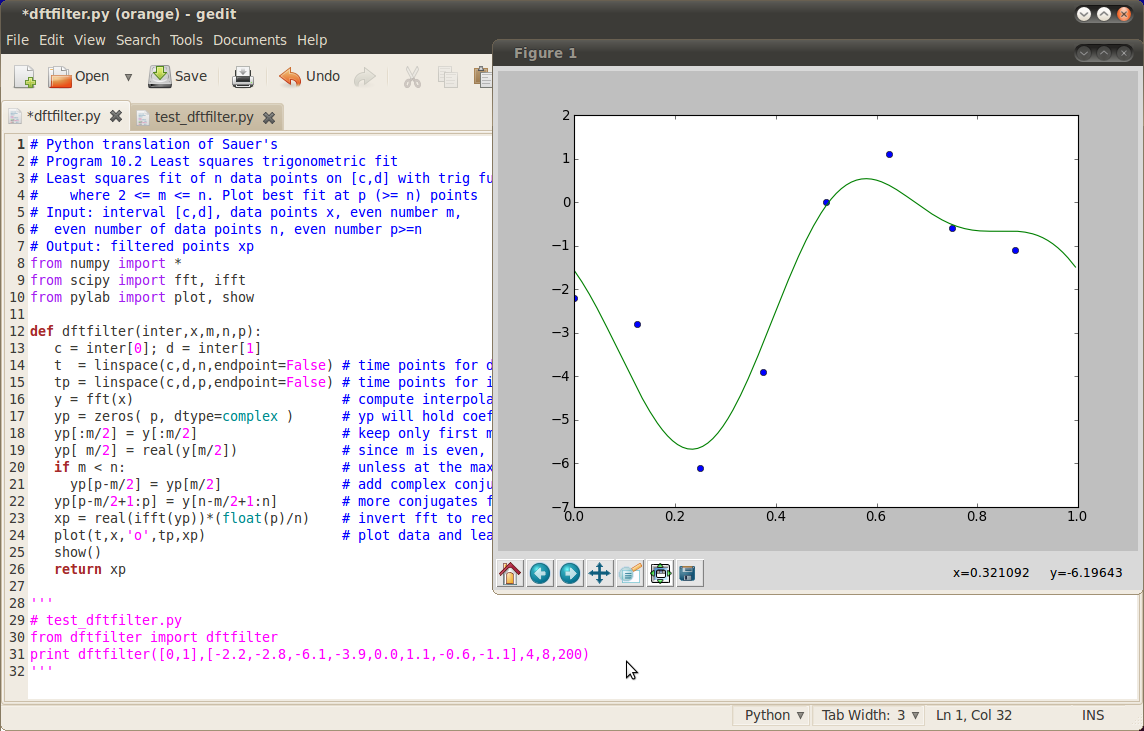 *dftfilter.py (orange) - gedit
File Edit View Search Tools Documents Help
Open Save Undo
*dftfilter.py test_dftfilter.py
1 # Python translation of Sauer's
2 # Program 10.2 Least squares trigonometric fit
3 # Least squares fit of n data points on [c,d] with trig fu
4 #    where 2 <= m <= n. Plot best fit at p (>= n) points
5 # Input: interval [c,d], data points x, even number m,
6 #  even number of data points n, even number p>=n
7 # Output: filtered points xp
8 from numpy import *
9 from scipy import fft, ifft
10 from pylab import plot, show
11
12 def dftfilter(inter,x,m,n,p):
13    c = inter[0]; d = inter[1]
14    t  = linspace(c,d,n,endpoint=False) # time points for d
15    tp = linspace(c,d,p,endpoint=False) # time points for i
16    y = fft(x)                          # compute interpola
17    yp = zeros( p, dtype=complex )      # yp will hold coef
18    yp[:m/2] = y[:m/2]                  # keep only first m
19    yp[ m/2] = real(y[m/2])             # since m is even,
20    if m < n:                           # unless at the max
21      yp[p-m/2] = yp[m/2]               # add complex conju
22    yp[p-m/2+1:p] = y[n-m/2+1:n]        # more conjugates f
23    xp = real(ifft(yp))*(float(p)/n)    # invert fft to rec
24    plot(t,x,'o',tp,xp)                 # plot data and lea
25    show()
26    return xp
27
28 '''
29 # test_dftfilter.py
30 from dftfilter import dftfilter
31 print dftfilter([0,1],[-2.2,-2.8,-6.1,-3.9,0.0,1.1,-0.6,-1.1],4,8,200)
32 '''
Figure 1
2
1
0
−1
−2
−3
−4
−5
−6
−7
0.0 0.2 0.4 0.6 0.8 1.0
x=0.321092 y=-6.19643
Python Tab Width: 3 Ln 1, Col 32 INS